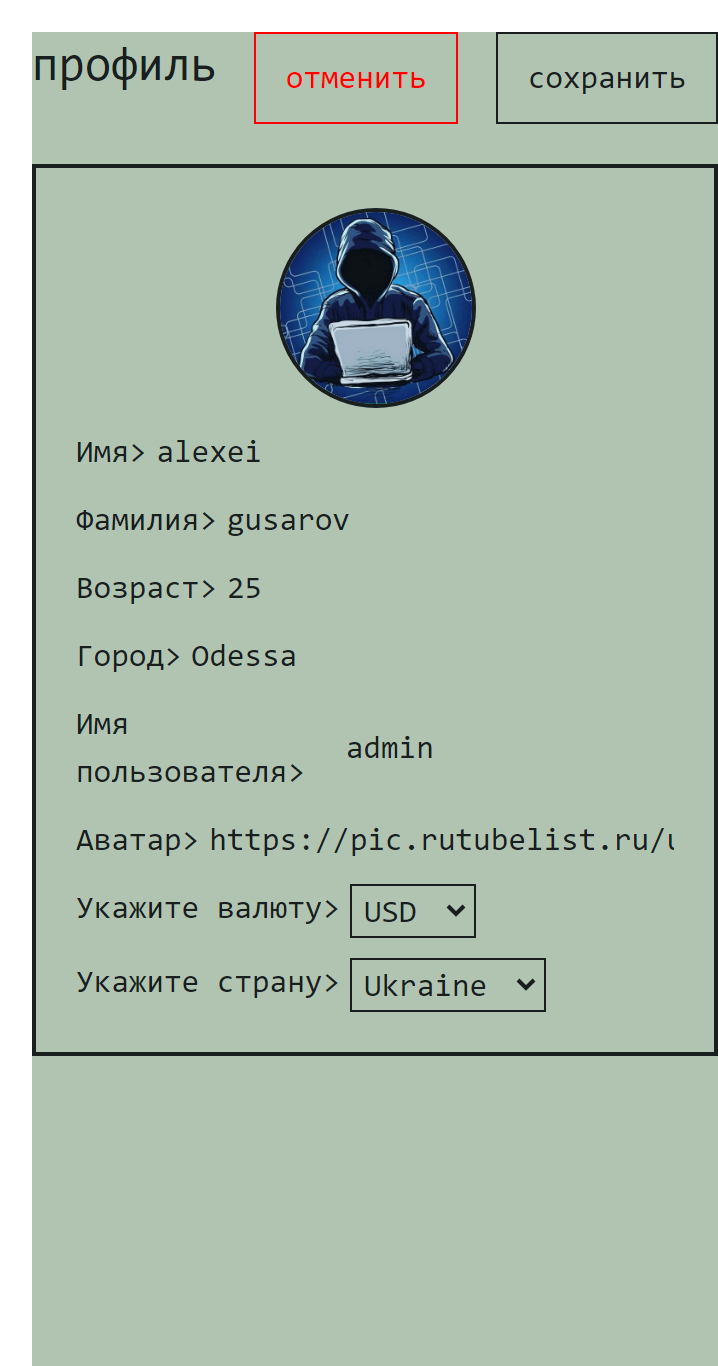 профиль отменить сохранить
Имя> alexei
Фамилия> gusarov
Возраст> 25
Город> Odessa
Имя
пользователя> admin
Аватар> https://pic.rutubelist.ru/u
Укажите валюту> USD
Укажите страну> Ukraine